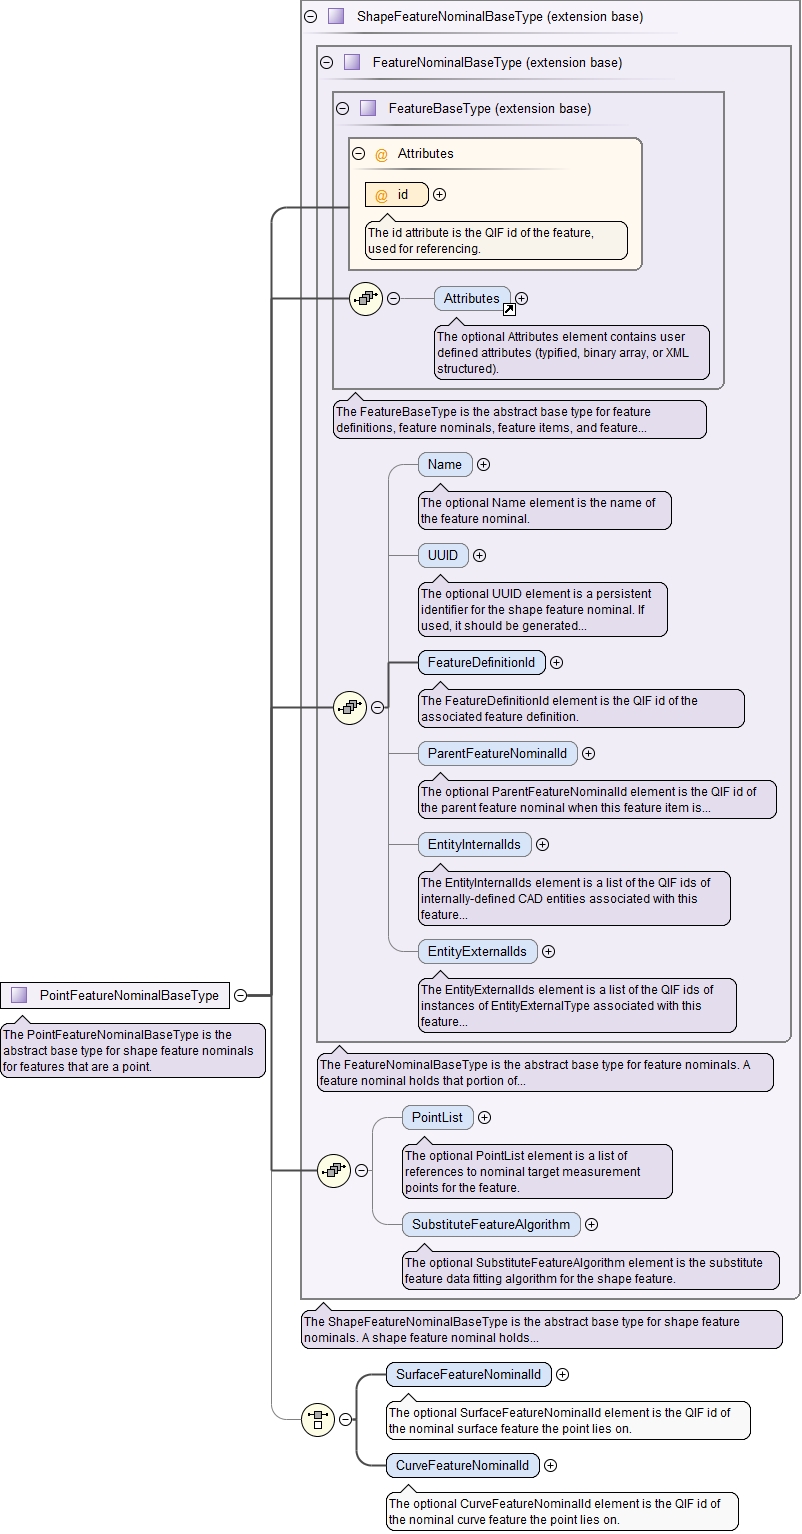 ShapeFeatureNominalBaseType (extension base)
FeatureNominalBaseType (extension base)
FeatureBaseType (extension base)
@ Attributes
@ id
The id attribute is the QIF id of the feature,
used for referencing.
Attributes
The optional Attributes element contains user
defined attributes (typified, binary array, or XML
structured).
The FeatureBaseType is the abstract base type for feature
definitions, feature nominals, feature items, and feature...
Name
The optional Name element is the name of
the feature nominal.
UUID
The optional UUID element is a persistent
identifier for the shape feature nominal. If
used, it should be generated...
FeatureDefinitionId
The FeatureDefinitionId element is the QIF id of the
associated feature definition.
ParentFeatureNominalId
The optional ParentFeatureNominalId element is the QIF id of
the parent feature nominal when this feature item is...
EntityInternalIds
The EntityInternalIds element is a list of the QIF ids of
internally-defined CAD entities associated with this
feature...
EntityExternalIds
The EntityExternalIds element is a list of the QIF ids of
instances of EntityExternalType associated with this
feature...
PointFeatureNominalBaseType
The PointFeatureNominalBaseType is the
abstract base type for shape feature nominals
for features that are a point.
The FeatureNominalBaseType is the abstract base type for feature nominals. A
feature nominal holds that portion of...
PointList
The optional PointList element is a list of
references to nominal target measurement
points for the feature.
SubstituteFeatureAlgorithm
The optional SubstituteFeatureAlgorithm element is the substitute
feature data fitting algorithm for the shape feature.
The ShapeFeatureNominalBaseType is the abstract base type for shape feature
nominals. A shape feature nominal holds...
SurfaceFeatureNominalId
The optional SurfaceFeatureNominalId element is the QIF id of
the nominal surface feature the point lies on.
CurveFeatureNominalId
The optional CurveFeatureNominalId element is the QIF id of
the nominal curve feature the point lies on.